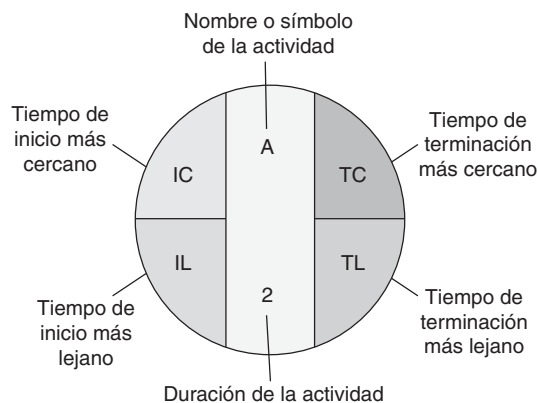 Nombre o símbolo
de la actividad
Tiempo de
inicio más
cercano
Tiempo de
terminación
más cercano
A
IC
TC
IL
TL
2
Tiempo de
inicio más
lejano
Tiempo de
terminación
más lejano
Duración de la actividad